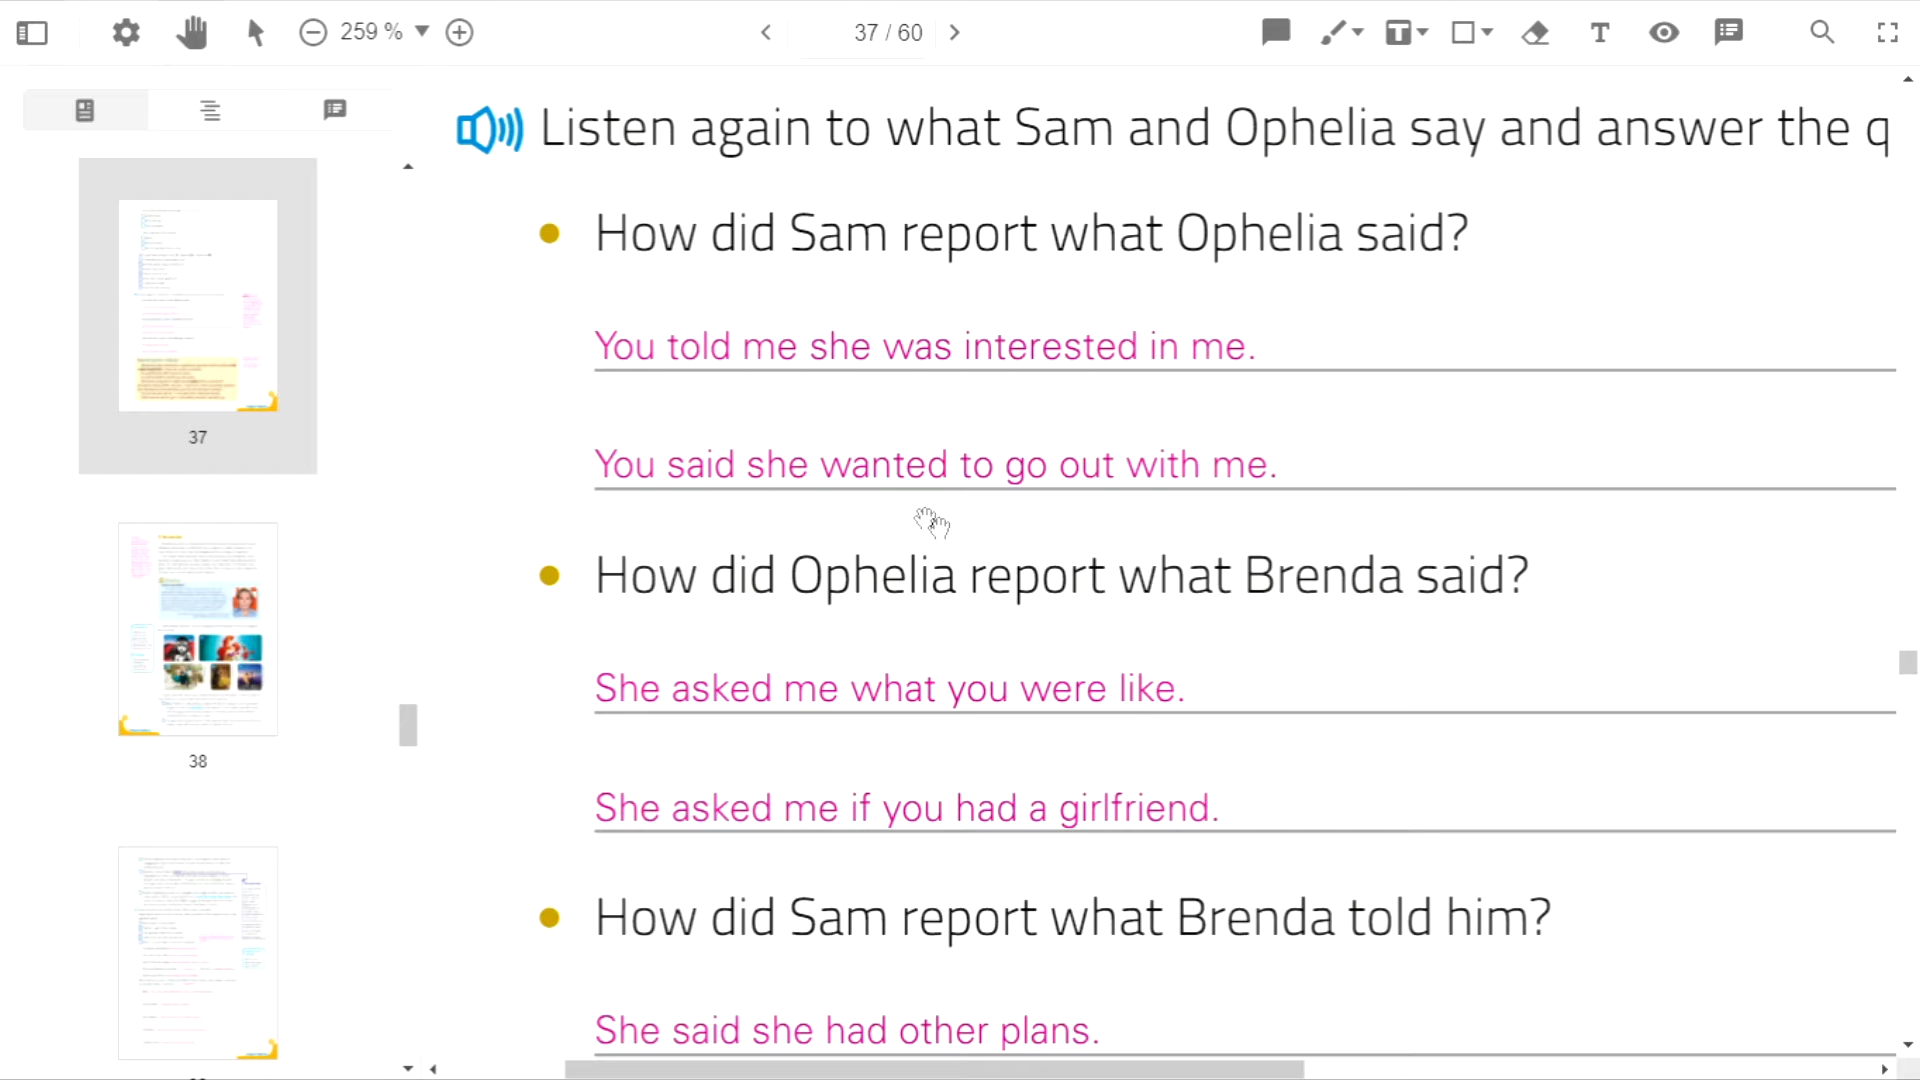 259 %
37 / 60
Listen again to what Sam and Ophelia say and answer the q
How did Sam report what Ophelia said?
You told me she was interested in me.
You said she wanted to go out with me.
How did Ophelia report what Brenda said?
She asked me what you were like.
She asked me if you had a girlfriend.
How did Sam report what Brenda told him?
She said she had other plans.
37
38